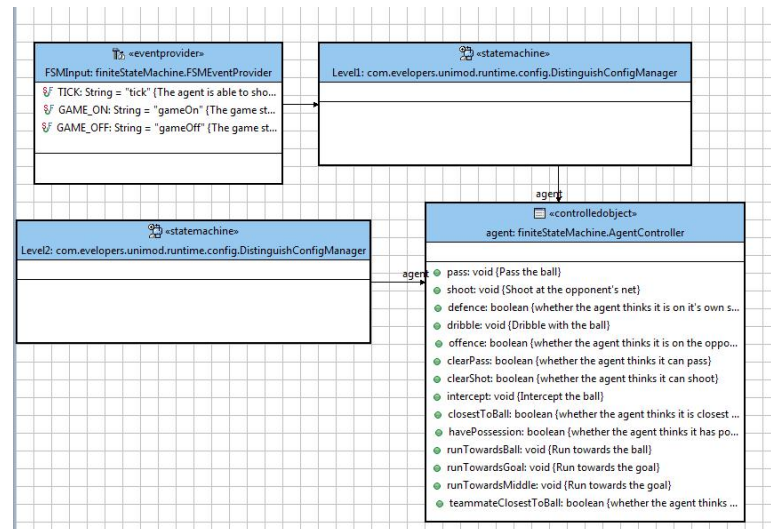 «eventprovider»
FSMInput: finiteStateMachine.FSMEventProvider
TICK: String = "tick" {The agent is able to sho...
GAME_ON: String = "gameOn" {The game st...
GAME_OFF: String = "gameOff" {The game st...
«statemachine»
Level1: com.evelopers.unimod.runtime.config.DistinguishConfigManager
agent
«statemachine»
Level2: com.evelopers.unimod.runtime.config.DistinguishConfigManager
agent
«controlledobject»
agent: finiteStateMachine.AgentController
pass: void {Pass the ball}
shoot: void {Shoot at the opponent's net}
defence: boolean {whether the agent thinks it is on it's own s...
dribble: void {Dribble with the ball}
offence: boolean {whether the agent thinks it is on the oppo...
clearPass: boolean {whether the agent thinks it can pass}
clearShot: boolean {whether the agent thinks it can shoot}
intercept: void {Intercept the ball}
closestToBall: boolean {whether the agent thinks it is closest ...
havePossession: boolean {whether the agent thinks it has po...
runTowardsBall: void {Run towards the ball}
runTowardsGoal: void {Run towards the goal}
runTowardsMiddle: void {Run towards the goal}
teammateClosestToBall: boolean {whether the agent thinks ...